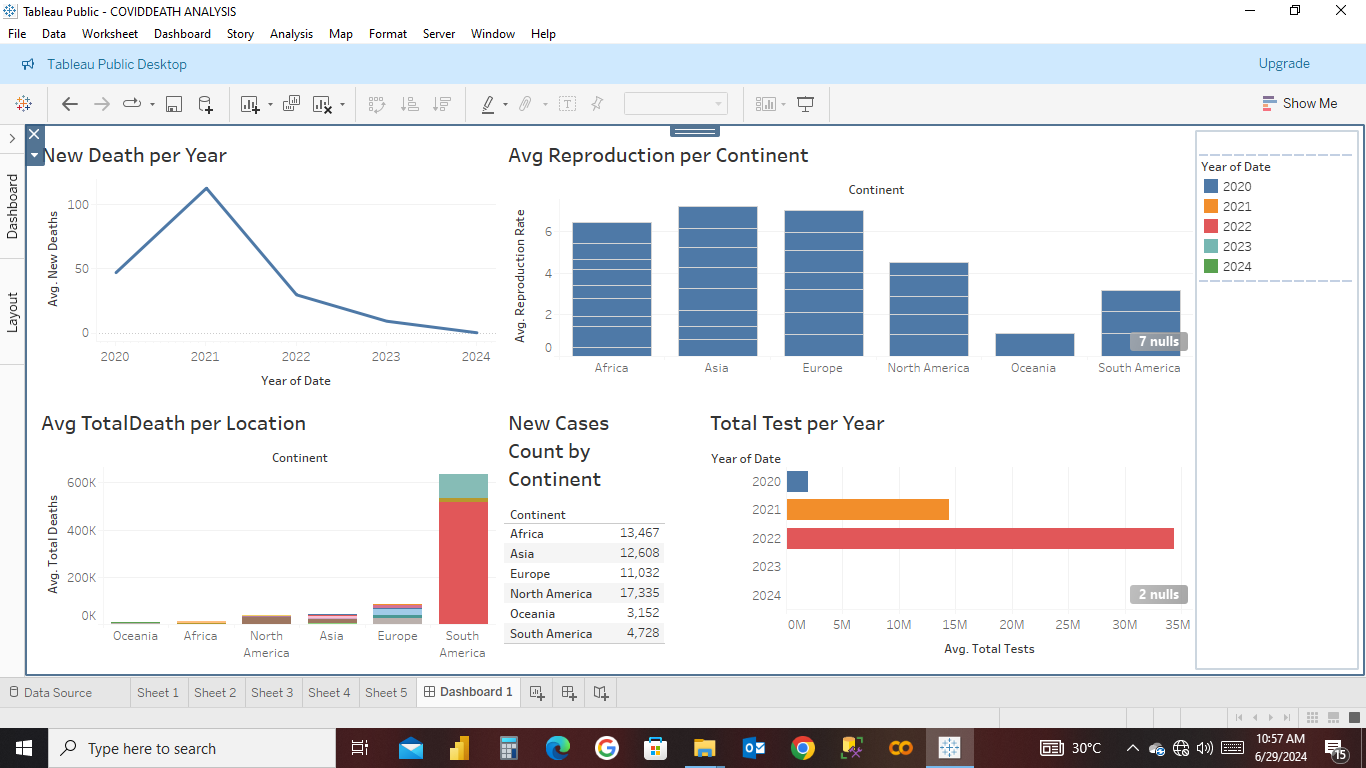 Tableau Public - COVIDDEATH ANALYSIS
File Data Worksheet Dashboard Story Analysis Map Format Server Window Help
Tableau Public Desktop
Upgrade
Show Me
Dashboard
Layout
New Death per Year
Avg. New Deaths
100
50
0
2020 2021 2022 2023 2024
Year of Date
Avg Reproduction per Continent
Continent
Avg. Reproduction Rate
6
4
2
0
7 nulls
Africa Asia Europe North America Oceania South America
Year of Date
2020
2021
2022
2023
2024
Avg TotalDeath per Location
Continent
Avg. Total Deaths
600K
400K
200K
0K
Oceania Africa North America Asia Europe South America
New Cases
Count by
Continent
Continent
Africa 13,467
Asia 12,608
Europe 11,032
North America 17,335
Oceania 3,152
South America 4,728
Total Test per Year
Year of Date
2020
2021
2022
2023
2024
2 nulls
0M 5M 10M 15M 20M 25M 30M 35M
Avg. Total Tests
Data Source Sheet 1 Sheet 2 Sheet 3 Sheet 4 Sheet 5 Dashboard 1
Type here to search
30°C
10:57 AM
6/29/2024
15